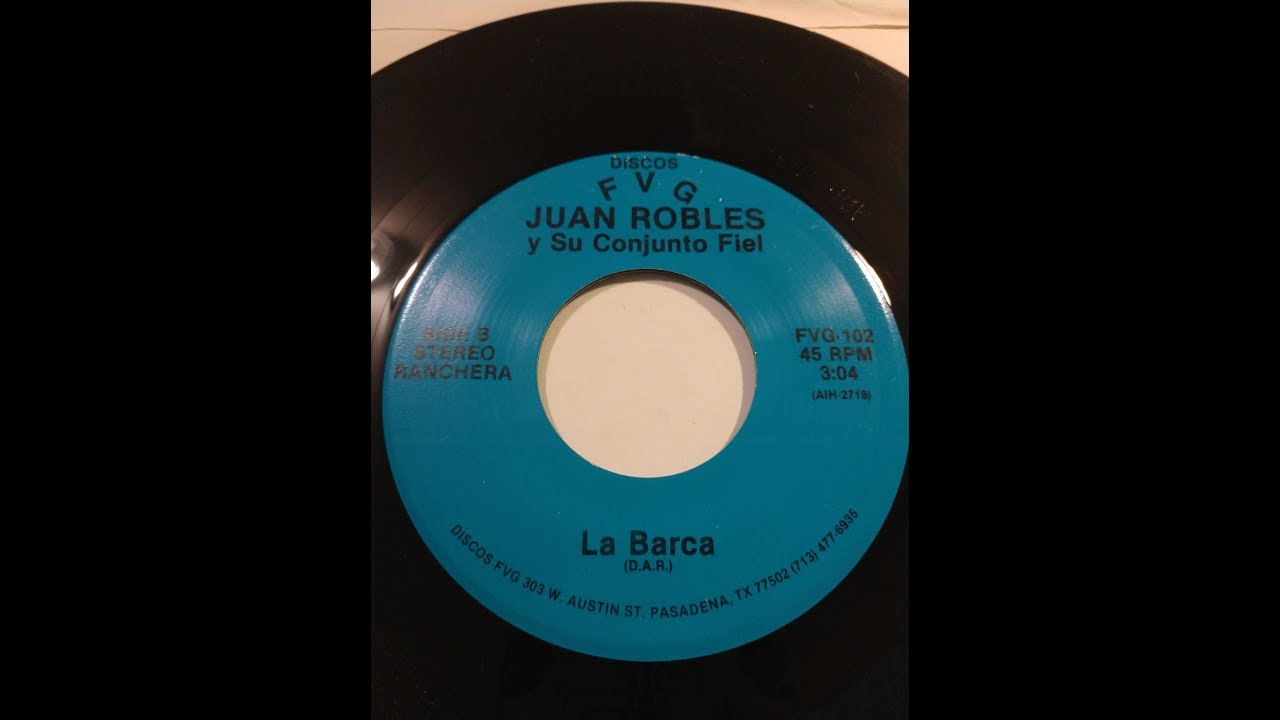 DISCOS
FVG
JUAN ROBLES
y Su Conjunto Fiel
SIDE B
STEREO
RANCHERA
FVG-102
45 RPM
3:04
(AIH-2718)
La Barca
(D.A.R.)
DISCOS FVG 303 W. AUSTIN ST. PASADENA, TX 77502 (713) 477-6935